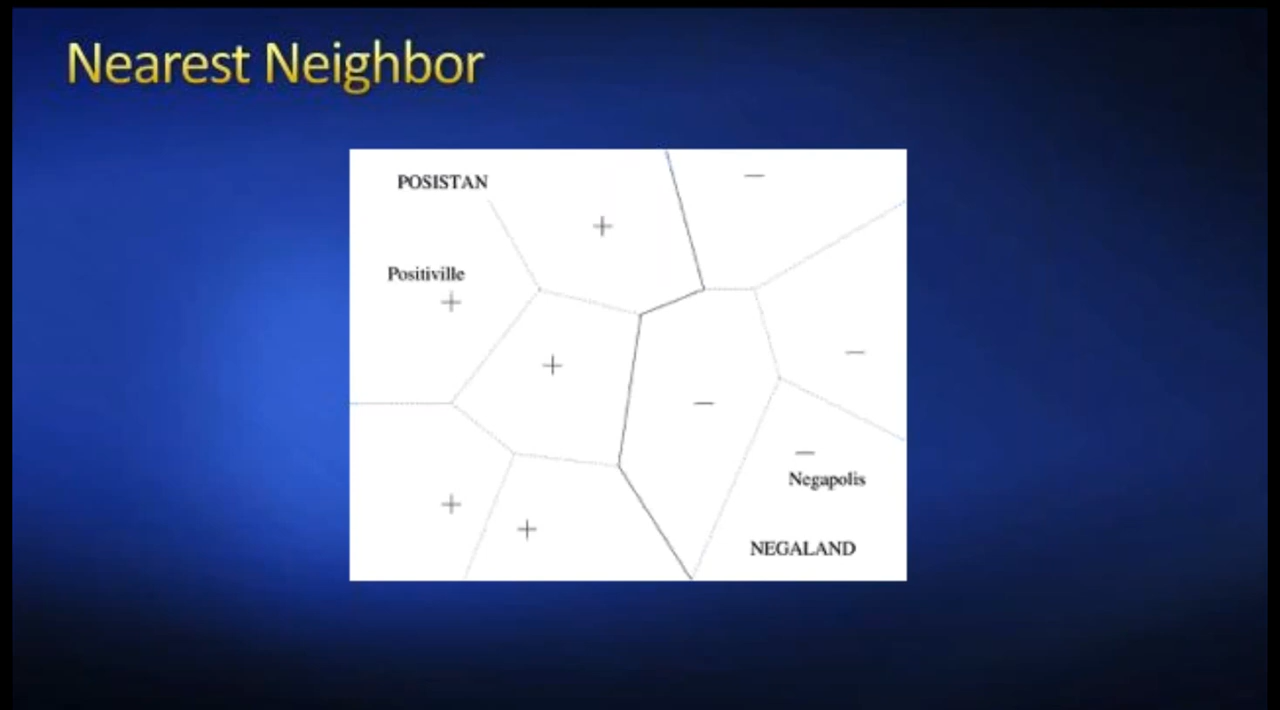 Nearest Neighbor
POSISTAN
Positiville
Negapolis
NEGALAND